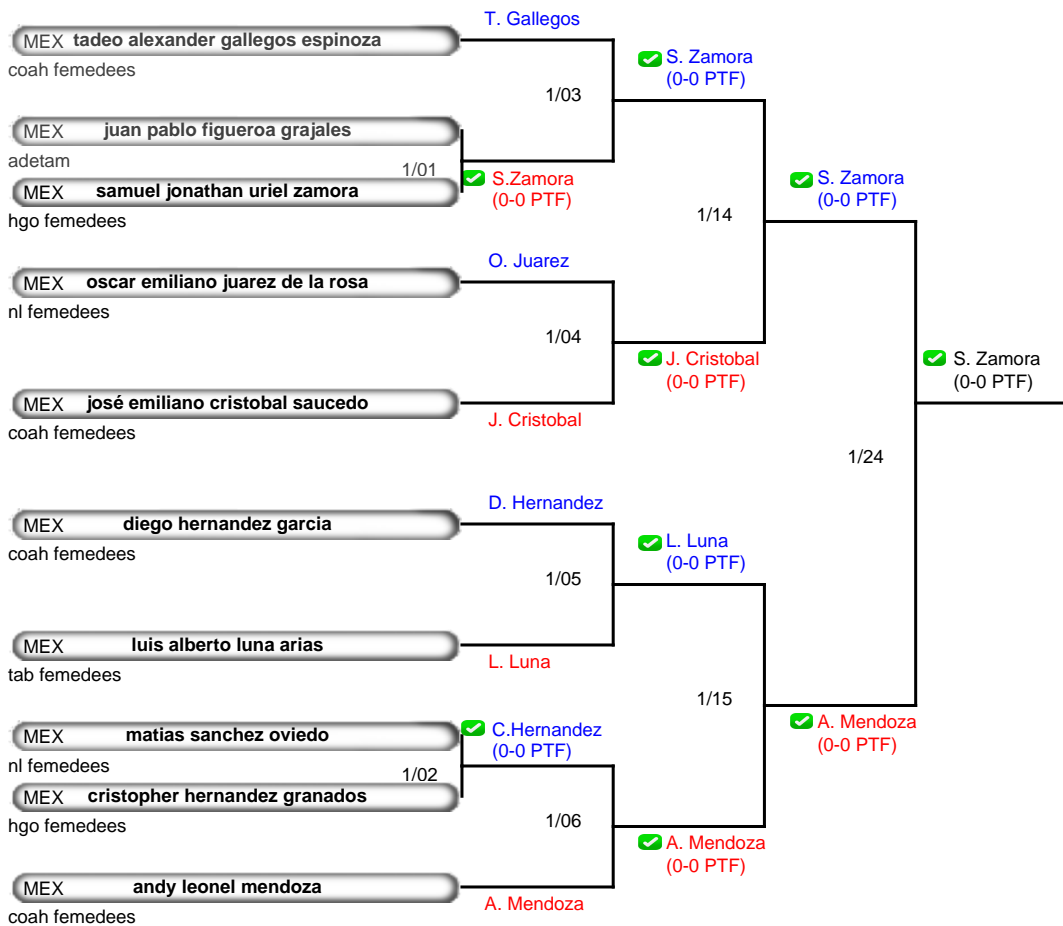 T. Gallegos
MEX tadeo alexander gallegos espinoza
coah femedees
S. Zamora
(0-0 PTF)
1/03
MEX juan pablo figueroa grajales
adetam
1/01
S.Zamora
(0-0 PTF)
MEX samuel jonathan uriel zamora
hgo femedees
S. Zamora
(0-0 PTF)
1/14
O. Juarez
MEX oscar emiliano juarez de la rosa
nl femedees
1/04
J. Cristobal
(0-0 PTF)
S. Zamora
(0-0 PTF)
MEX josé emiliano cristobal saucedo
coah femedees
J. Cristobal
1/24
D. Hernandez
MEX diego hernandez garcia
coah femedees
L. Luna
(0-0 PTF)
1/05
MEX luis alberto luna arias
tab femedees
L. Luna
1/15
A. Mendoza
(0-0 PTF)
MEX matias sanchez oviedo
nl femedees
C.Hernandez
(0-0 PTF)
1/02
MEX cristopher hernandez granados
hgo femedees
1/06
A. Mendoza
(0-0 PTF)
MEX andy leonel mendoza
coah femedees
A. Mendoza